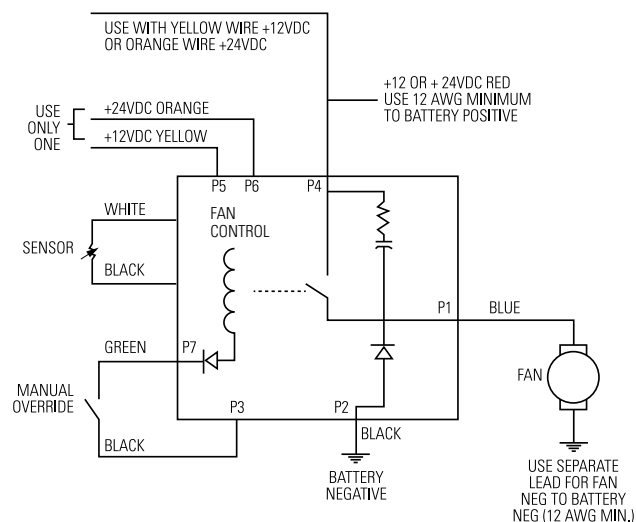 USE WITH YELLOW WIRE +12VDC
OR ORANGE WIRE +24VDC
+12 OR + 24VDC RED
USE 12 AWG MINIMUM
TO BATTERY POSITIVE
USE
ONLY
ONE
+24VDC ORANGE
+12VDC YELLOW
P5
P6
P4
WHITE
FAN
CONTROL
SENSOR
BLACK
P1
BLUE
GREEN
P7
FAN
MANUAL
OVERRIDE
P3
P2
BLACK
BLACK
BATTERY
NEGATIVE
USE SEPARATE
LEAD FOR FAN
NEG TO BATTERY
NEG (12 AWG MIN.)